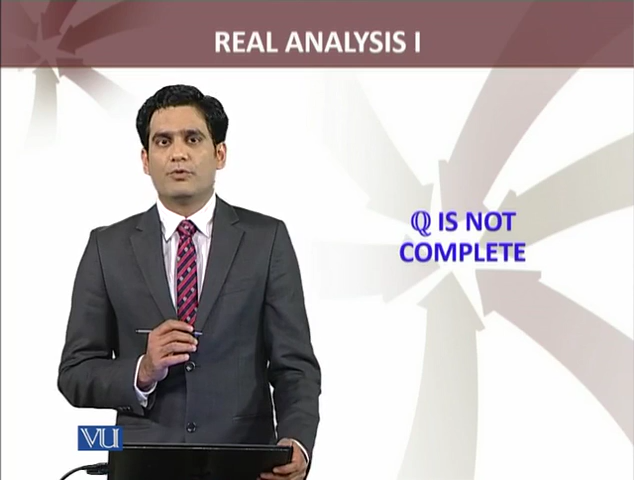 REAL ANALYSIS I
ℚ IS NOT
COMPLETE
VU